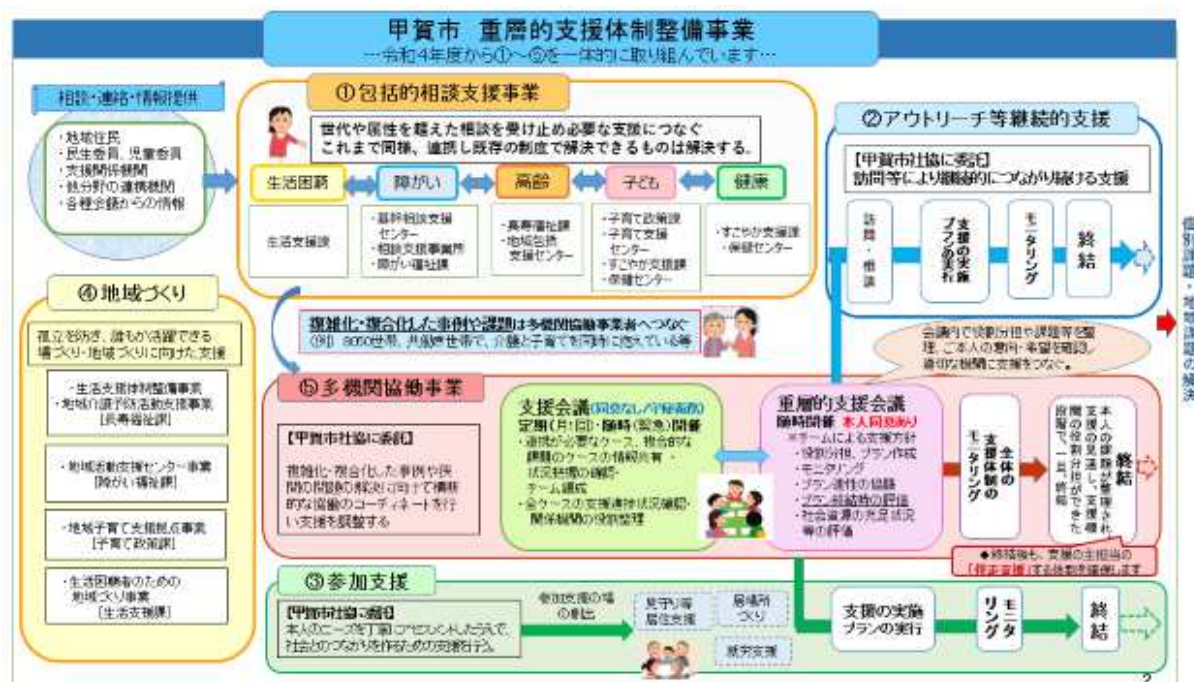 甲賀市 重層的支援体制整備事業
…令和4年度から①~⑤を一体的に取り組んでいます…
相談・連絡・情報提供
・地域住民
・民生委員、児童委員
・支援関係機関
・他分野の連携機関
・各種会議からの情報
①包括的相談支援事業
世代や属性を超えた相談を受け止め必要な支援につなぐ
これまで同様、連携し既存の制度で解決できるものは解決する。
生活困窮
障がい
高齢
子ども
健康
生活支援課
・基幹相談支援
センター
・相談支援事業所
・障がい福祉課
・長寿福祉課
・地域包括
支援センター
・子育て政策課
・子育て支援
センター
・すこやか支援課
・保健センター
・すこやか支援課
・保健センター
②アウトリーチ等継続的支援
【甲賀市社協に委託】
訪問等により継続的につながり続ける支援
訪問・相談
支援の実施
プランの実行
モニタリング
終結
個別課題・地域課題の解決
④地域づくり
孤立を防ぎ、誰もが活躍できる
場づくり・地域づくりに向けた支援
・生活支援体制整備事業
・地域介護予防活動支援事業
[長寿福祉課]
・地域活動支援センター事業
[障がい福祉課]
・地域子育て支援拠点事業
[子育て政策課]
・生活困窮者のための
地域づくり事業
[生活支援課]
複雑化・複合化した事例や課題は多機関協働事業者へつなぐ
(例) 8050世帯、共働き世帯で、介護と子育てを同時に抱えている等
会議内で役割分担や課題等を整
理、ご本人の意向・希望を確認し
適切な機関に支援をつなぐ。
⑤多機関協働事業
【甲賀市社協に委託】
複雑化・複合化した事例や狭
間の問題の解決に向けて横断
的な協働のコーディネートを行
い支援を調整する
支援会議(同意なし/守秘義務)
定期(月1回)・随時(緊急)開催
・連携が必要なケース、複合的な
課題のケースの情報共有・
状況把握の確認・
チーム編成
・全ケースの支援進捗状況確認・
関係機関の役割整理
重層的支援会議
随時開催 本人同意あり
※チームによる支援方針
・役割分担、プラン作成
・モニタリング
・プラン適性の協議
・プラン終結時の評価
・社会資源の充足状況
等の評価
全体の
支援体制の
モニタリング
終結
本人の課題が整理され
支援の見通し、支援機
関の役割分担ができた
段階で、一旦、終結
●終結後も、支援の主担当の
③参加支援
【甲賀市社協に委託】
本人のニーズを丁寧にアセスメントしたうえで、
社会とのつながりを作るための支援を行う。
参加支援の場
の創出
見守り等
居住支援
居場所
づくり
就労支援
支援の実施
プランの実行
モニタ
リング
終結
2